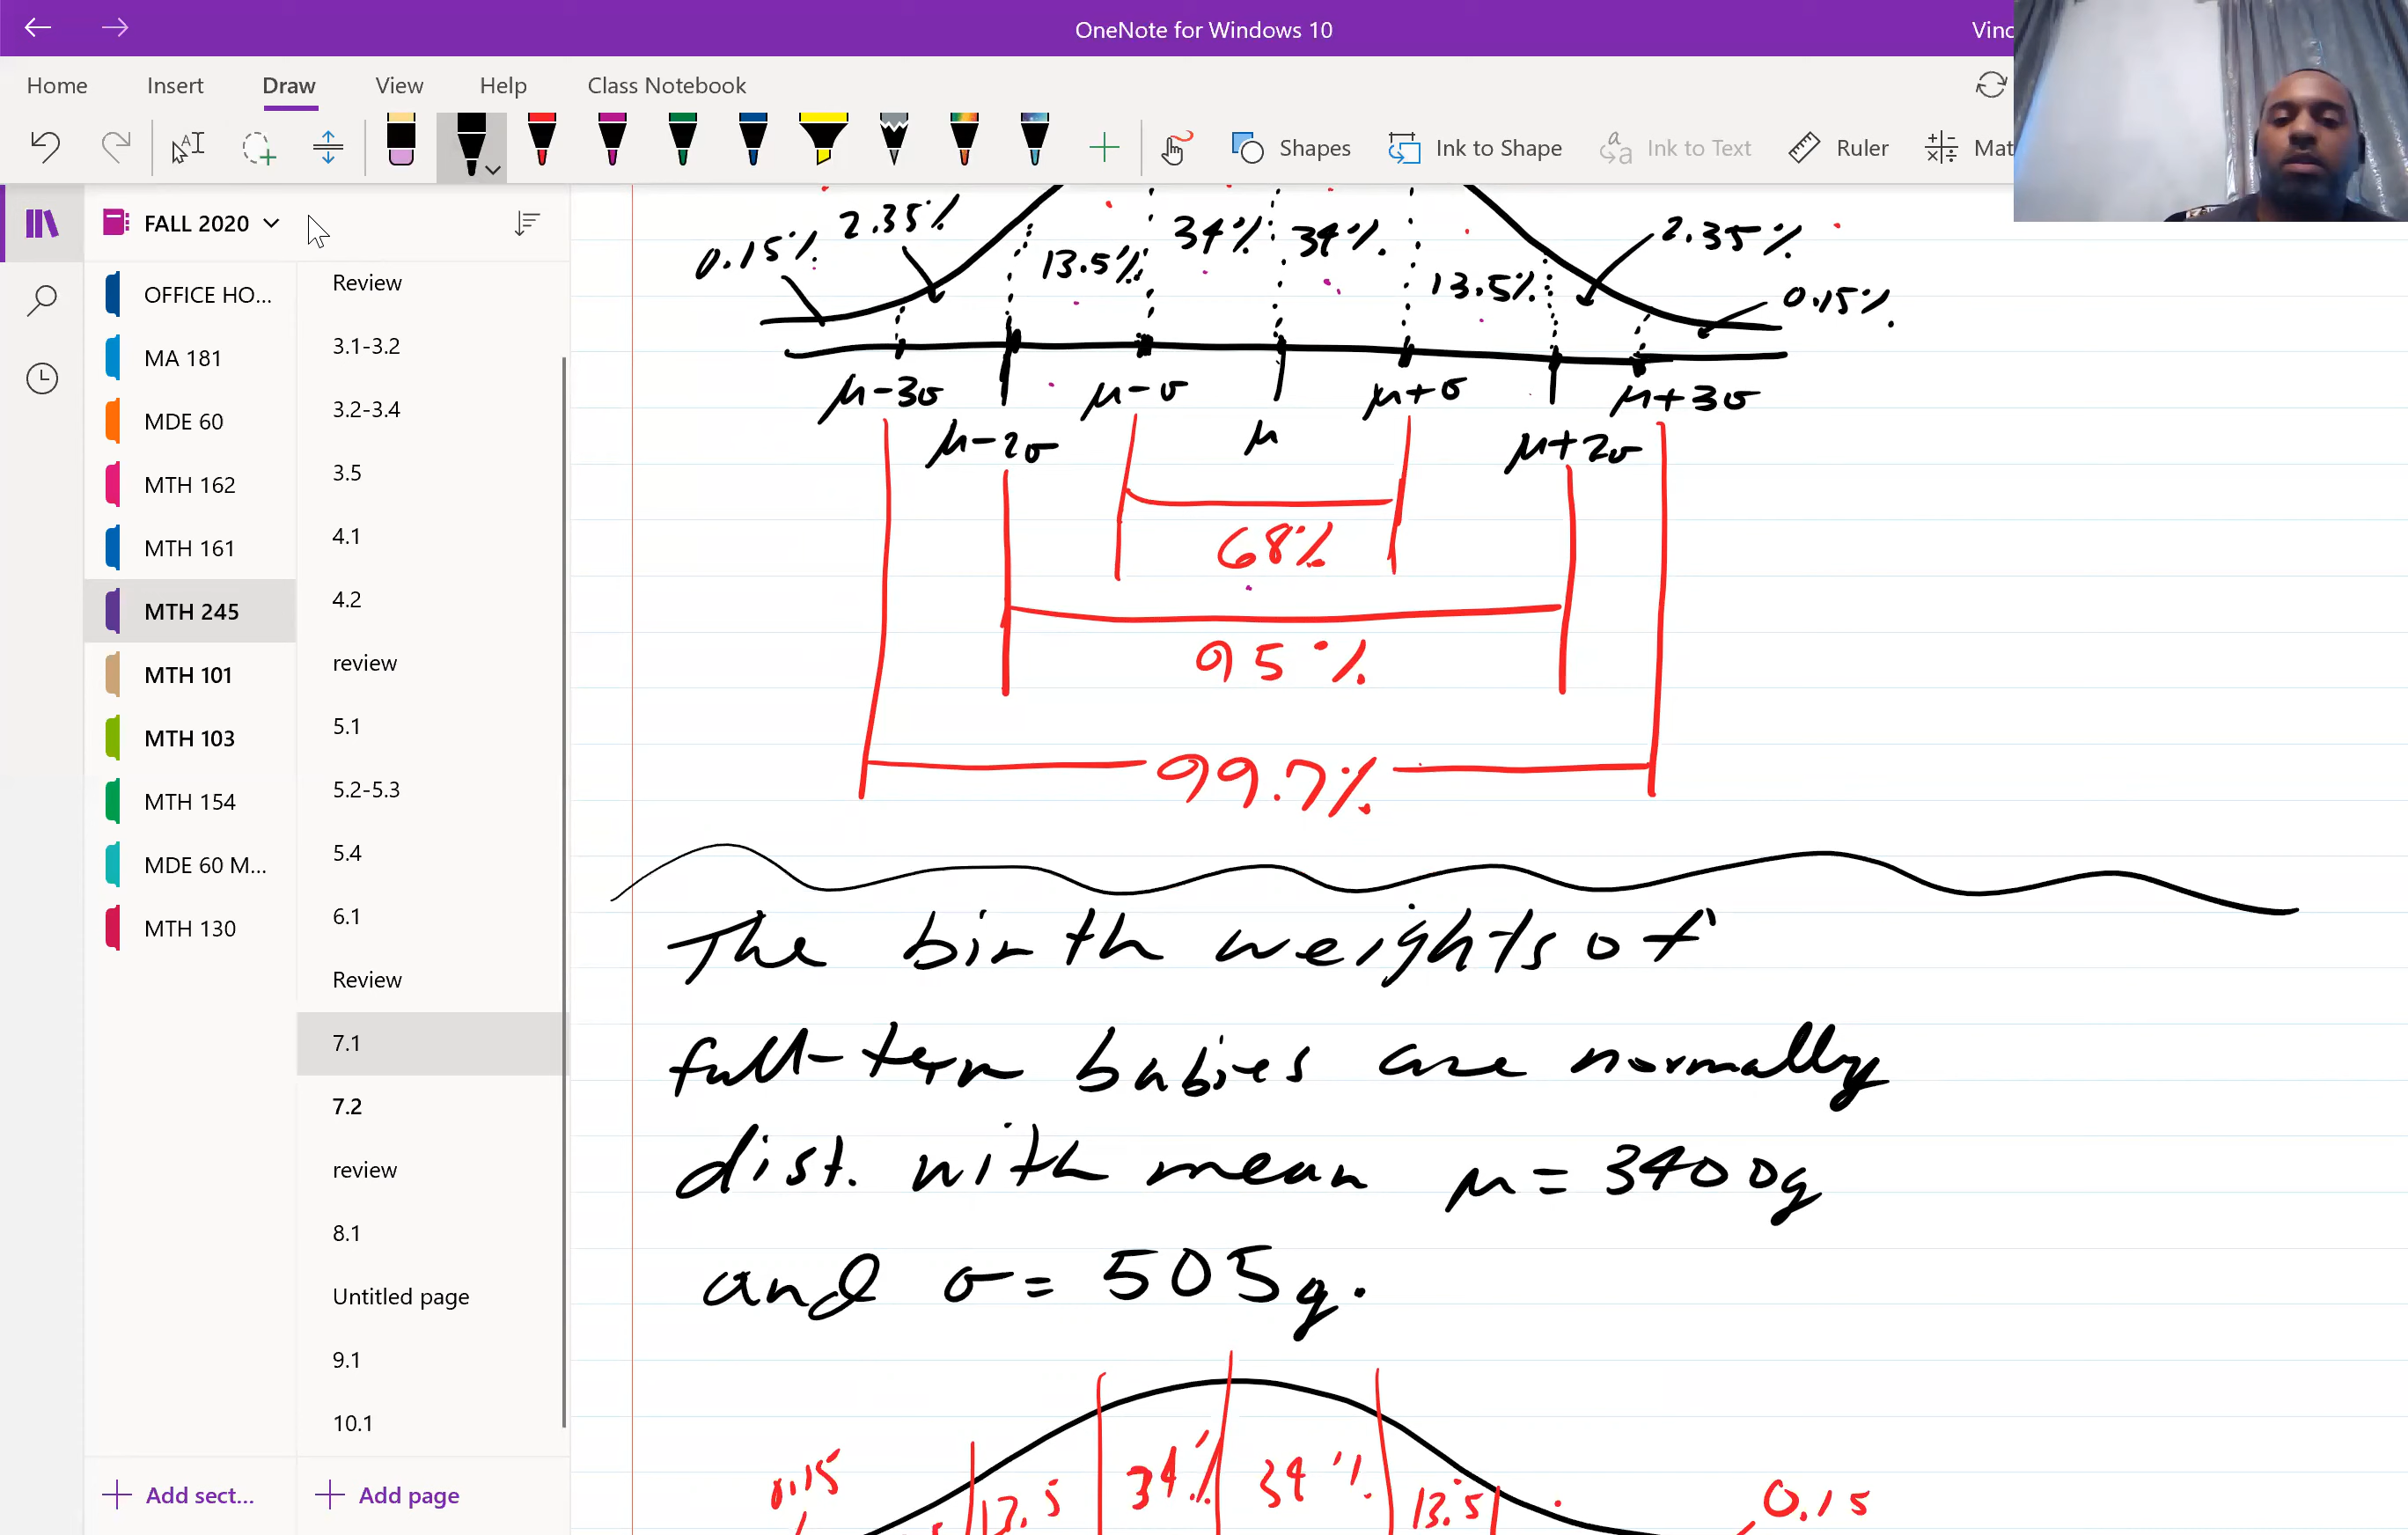 OneNote for Windows 10
Vinc
Home Insert Draw View Help Class Notebook
Shapes Ink to Shape Ink to Text Ruler Mat
FALL 2020
OFFICE HO...
MA 181
MDE 60
MTH 162
MTH 161
MTH 245
MTH 101
MTH 103
MTH 154
MDE 60 M...
MTH 130
Add sect...
Review
3.1-3.2
3.2-3.4
3.5
4.1
4.2
review
5.1
5.2-5.3
5.4
6.1
Review
7.1
7.2
review
8.1
Untitled page
9.1
10.1
Add page
0.15% 2.35% 13.5% 34% 34% 13.5% 2.35% 0.15%
μ-3σ μ-2σ μ-σ μ μ+σ μ+2σ μ+3σ
68%
95%
99.7%
The birth weights of
full-term babies are normally
dist. with mean μ = 3400g
and σ = 505g.
0.15 13.5 34% 34% 13.5 0.15